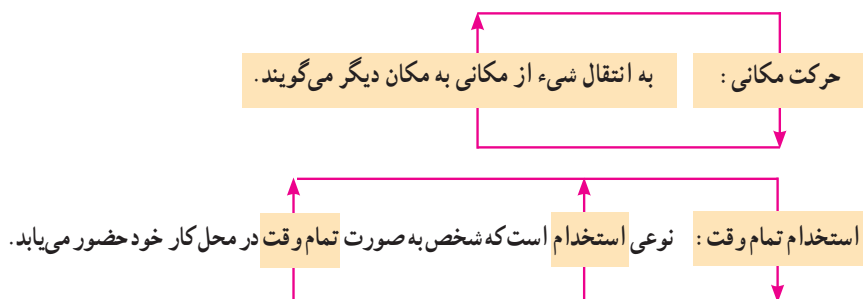 حرکت مکانی : به انتقال شیء از مکانی به مکان دیگر می‌گویند.
استخدام تمام وقت : نوعی استخدام است که شخص به صورت تمام وقت در محل کار خود حضور می‌یابد.